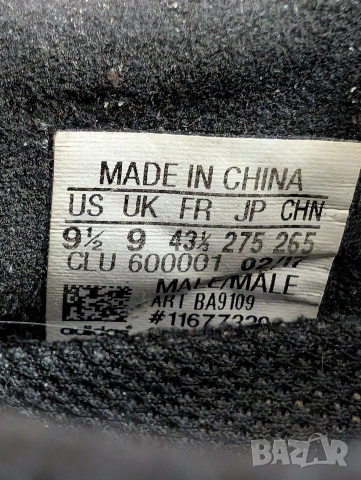 MADE IN CHINA
US UK FR JP CHN
9½ 9 43⅓ 275 265
CLU 600001 02/17
MALE/MALE
ART BA9109
#11677320
adidas
BAZAR